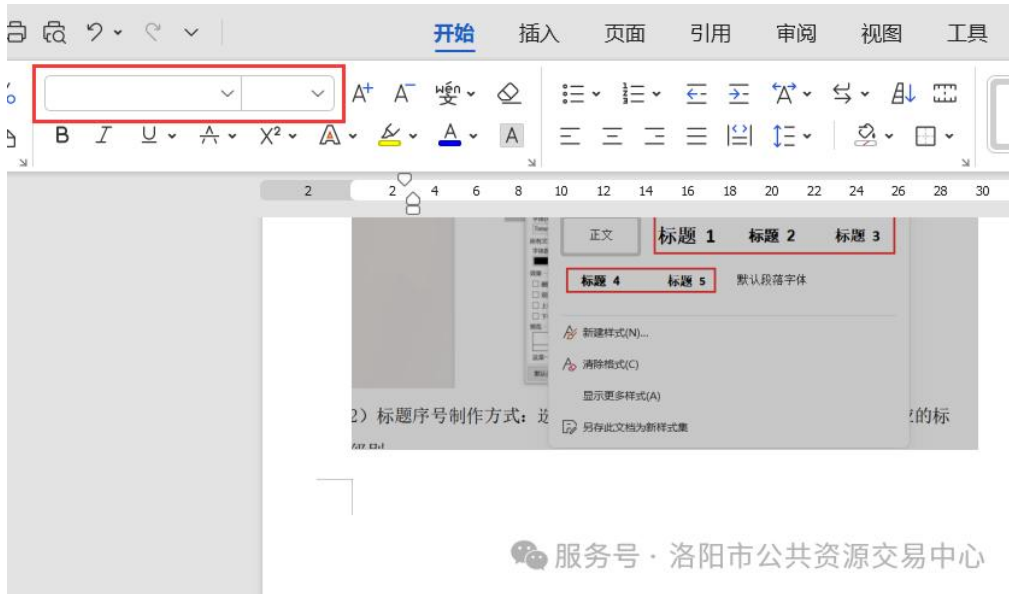 开始 插入 页面 引用 审阅 视图 工具
A+ A- wén 变 A
B I U A X² A A A
2 2 4 6 8 10 12 14 16 18 20 22 24 26 28 30
正文 标题 1 标题 2 标题 3
标题 4 标题 5 默认段落字体
新建样式(N)...
清除格式(C)
显示更多样式(A)
2）标题序号制作方式：
的标
另存此文档为新样式集
服务号 · 洛阳市公共资源交易中心